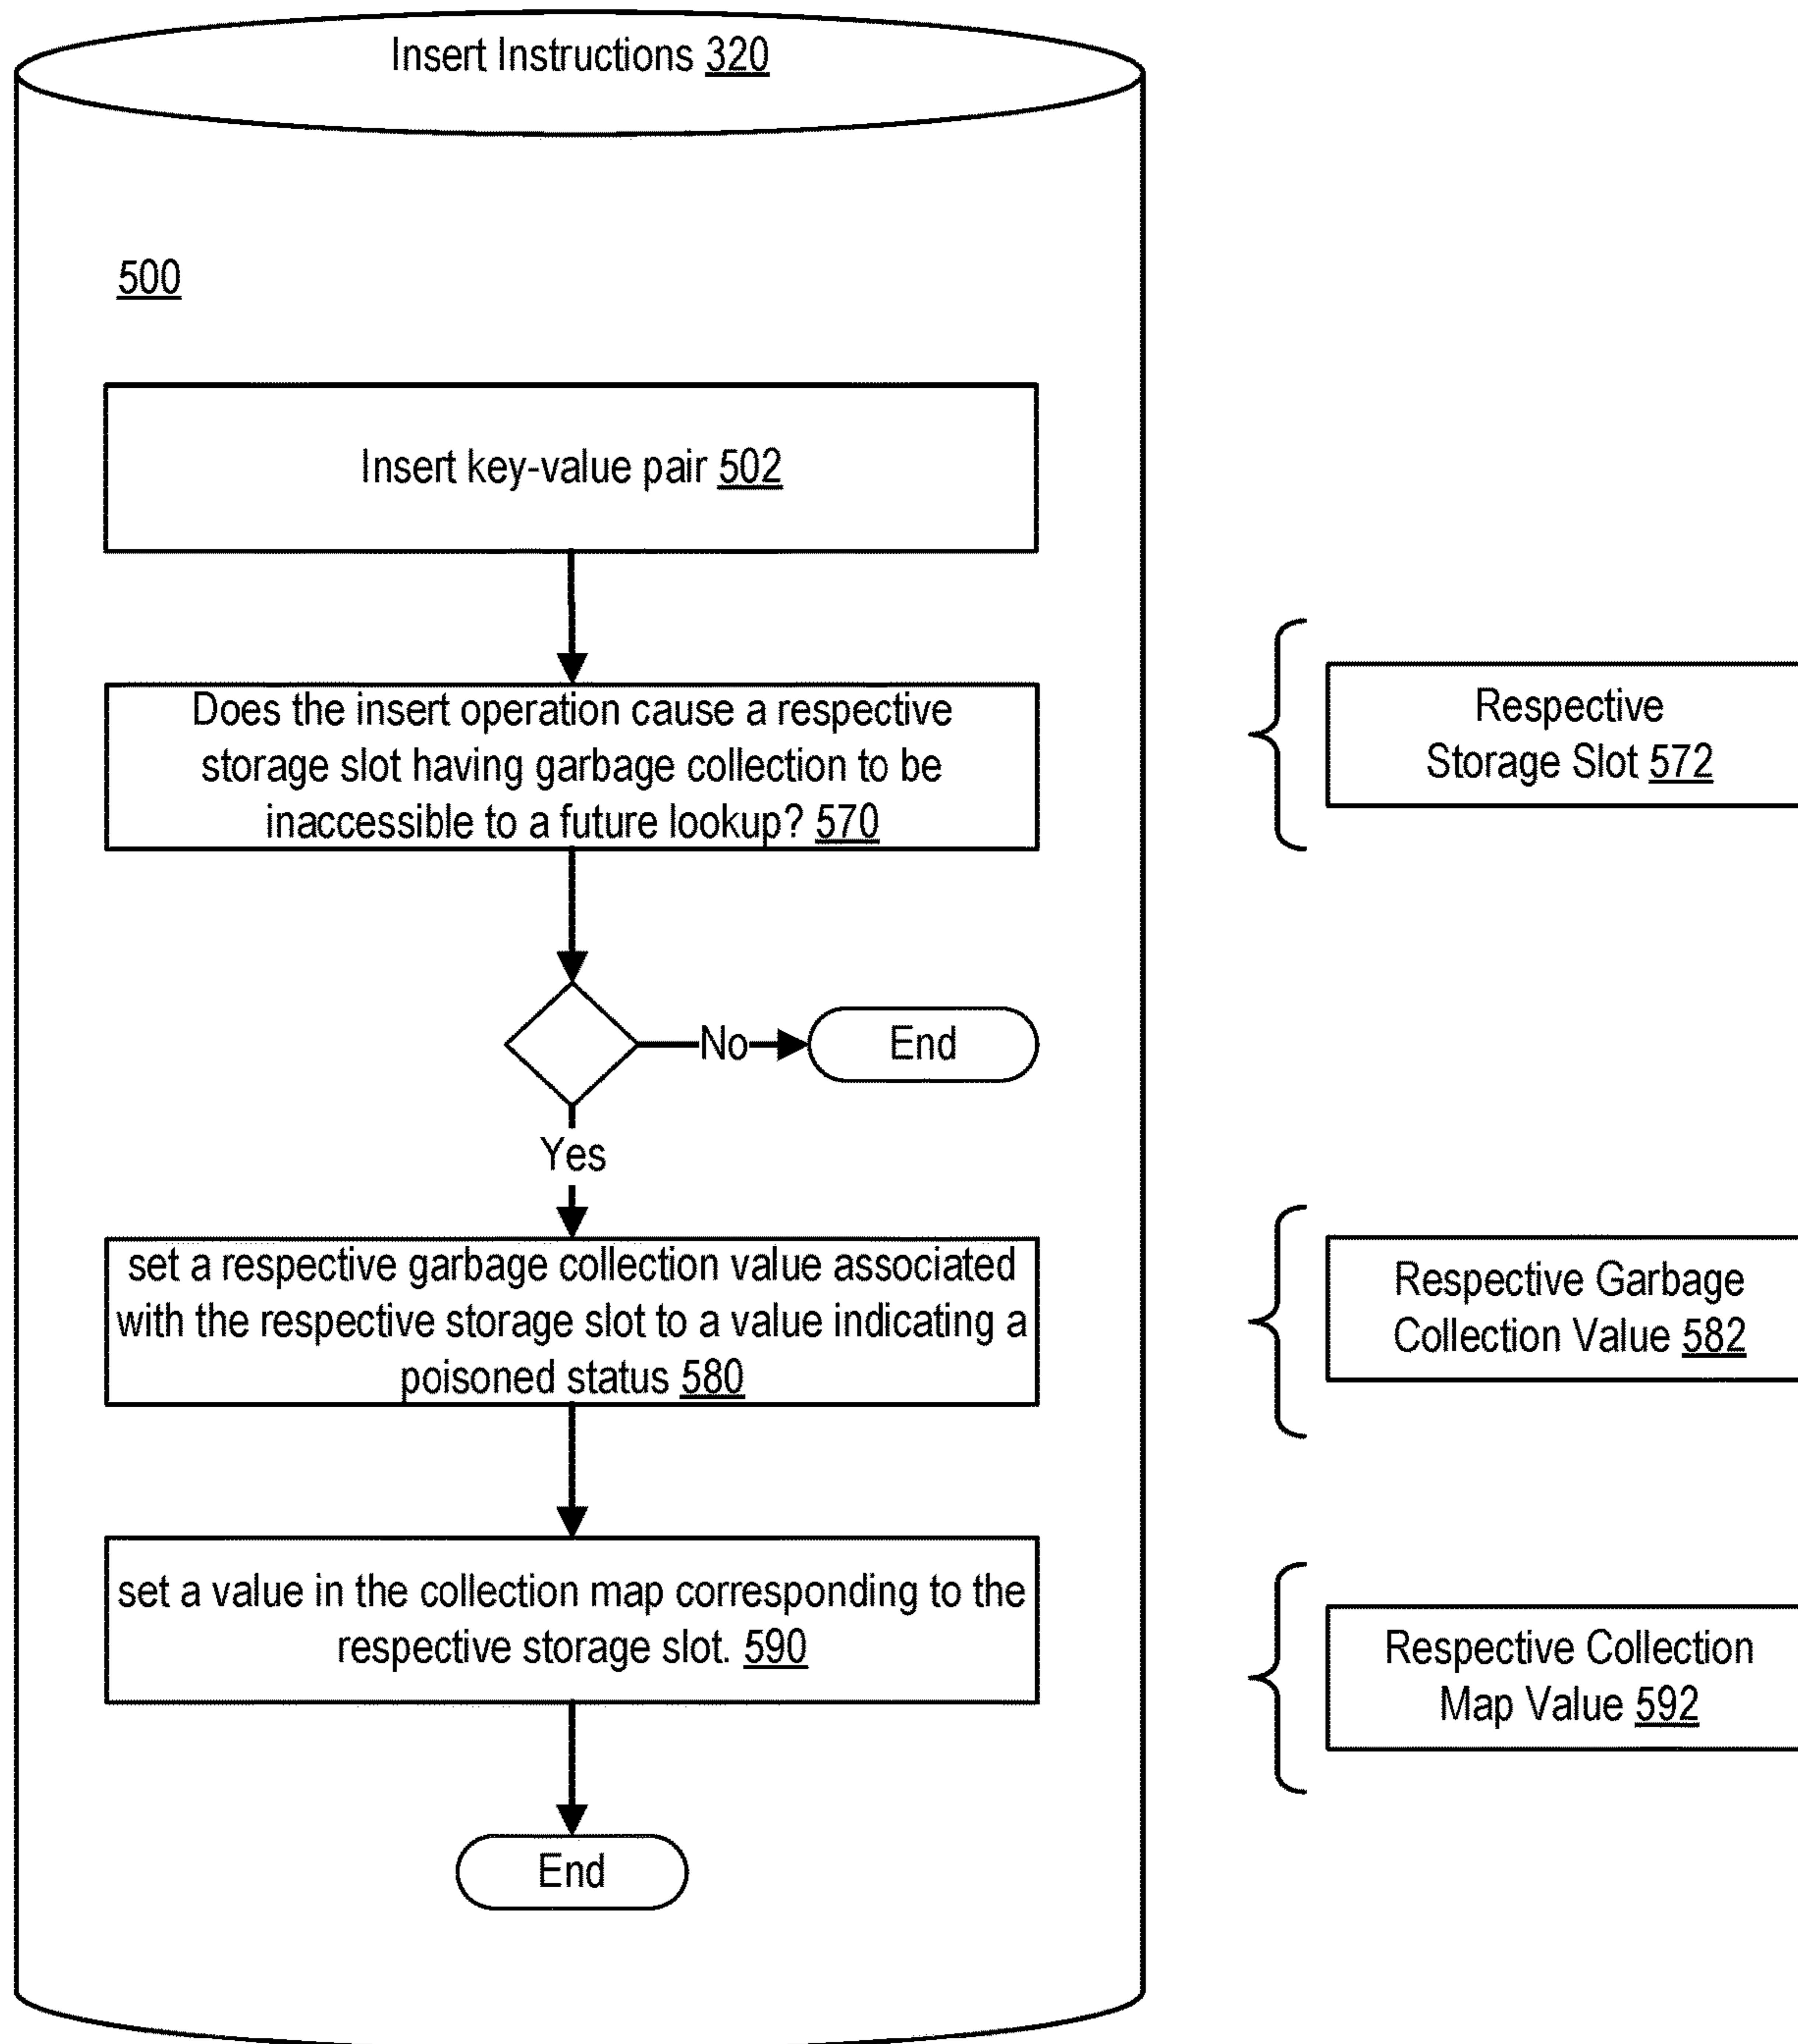 Insert Instructions 320
500
Insert key-value pair 502
Does the insert operation cause a respective
storage slot having garbage collection to be
inaccessible to a future lookup? 570
Respective
Storage Slot 572
No
End
Yes
set a respective garbage collection value associated
with the respective storage slot to a value indicating a
poisoned status 580
Respective Garbage
Collection Value 582
set a value in the collection map corresponding to the
respective storage slot. 590
Respective Collection
Map Value 592
End